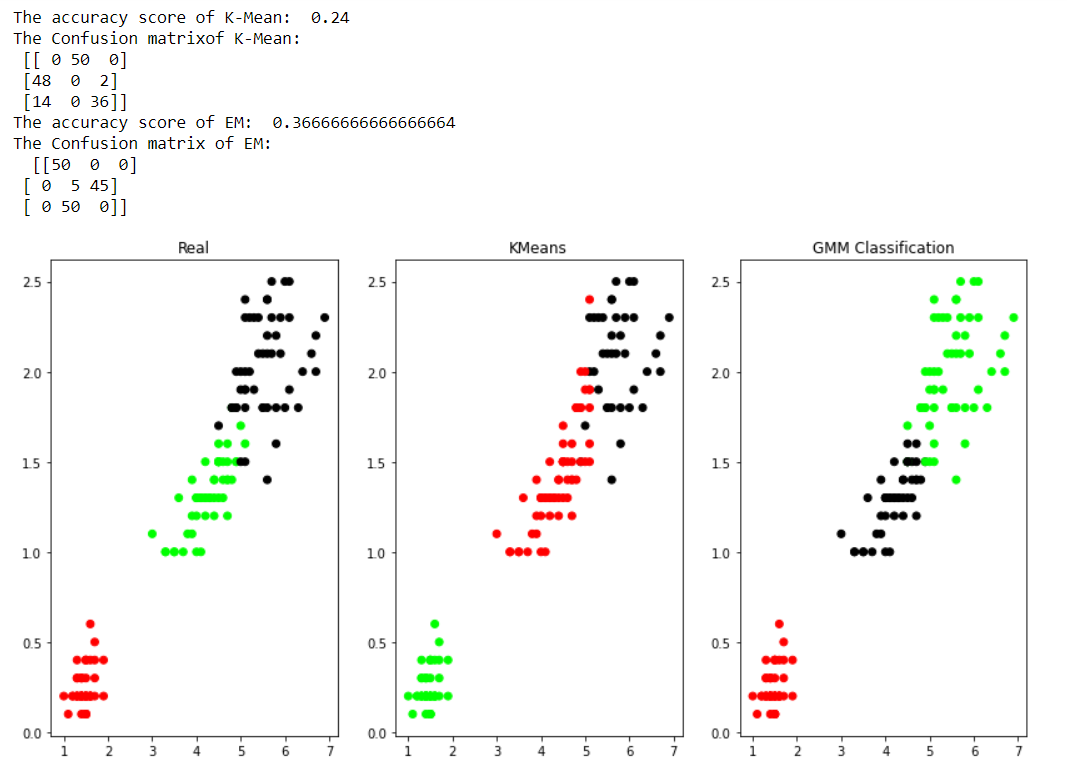 The accuracy score of K-Mean:  0.24
The Confusion matrixof K-Mean:
[[ 0 50  0]
[48  0  2]
[14  0 36]]
The accuracy score of EM:  0.36666666666666664
The Confusion matrix of EM:
[[50  0  0]
[ 0  5 45]
[ 0 50  0]]
Real
2.5
2.0
1.5
1.0
0.5
0.0
1 2 3 4 5 6 7
KMeans
2.5
2.0
1.5
1.0
0.5
0.0
1 2 3 4 5 6 7
GMM Classification
2.5
2.0
1.5
1.0
0.5
0.0
1 2 3 4 5 6 7